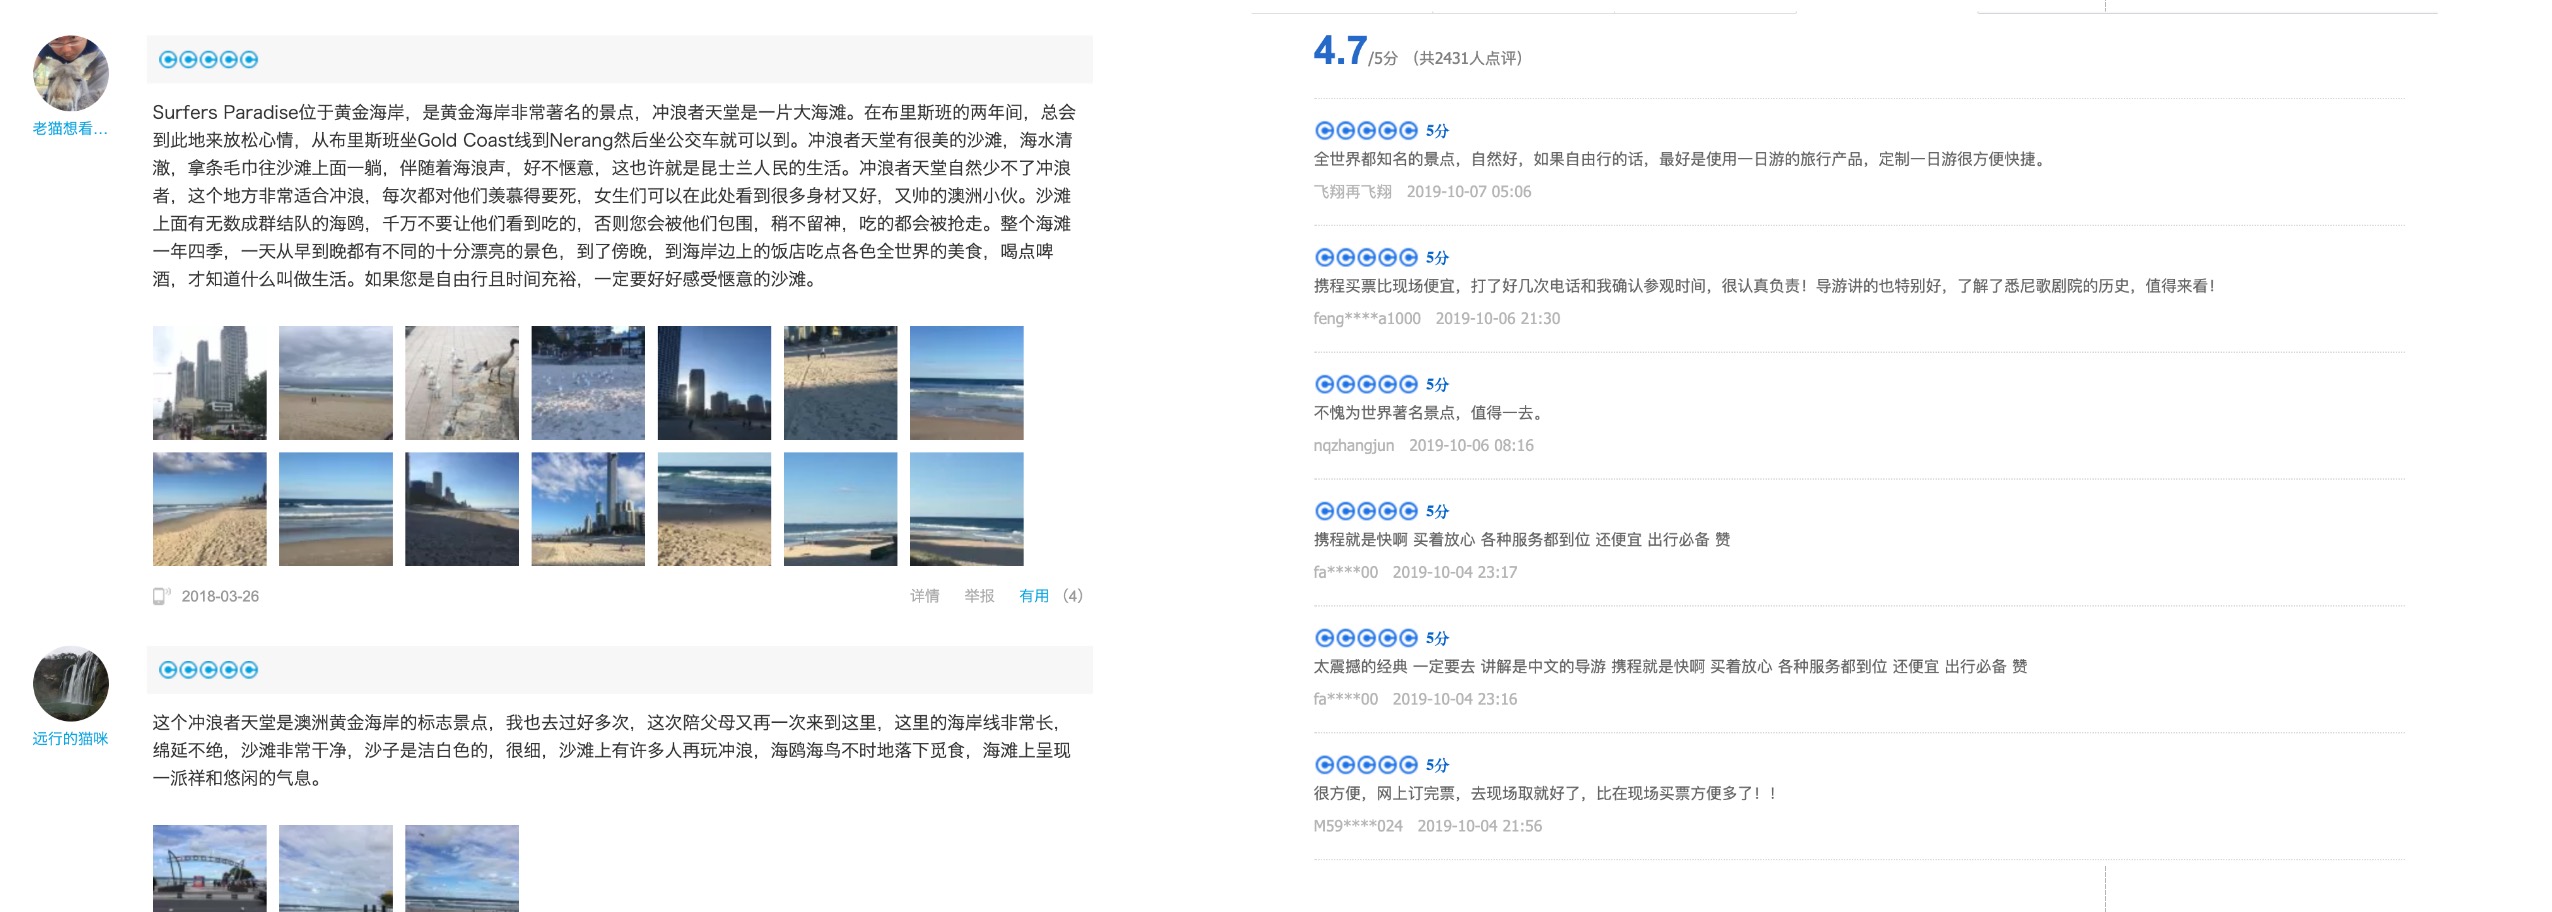 老猫想看...
Surfers Paradise位于黄金海岸，是黄金海岸非常著名的景点，冲浪者天堂是一片大海滩。在布里斯班的两年间，总会
到此地来放松心情，从布里斯班坐Gold Coast线到Nerang然后坐公交车就可以到。冲浪者天堂有很美的沙滩，海水清
澈，拿条毛巾往沙滩上面一躺，伴随着海浪声，好不惬意，这也许就是昆士兰人民的生活。冲浪者天堂自然少不了冲浪
者，这个地方非常适合冲浪，每次都对他们羡慕得要死，女生们可以在此处看到很多身材又好，又帅的澳洲小伙。沙滩
上面有无数成群结队的海鸥，千万不要让他们看到吃的，否则您会被他们包围，稍不留神，吃的都会被抢走。整个海滩
一年四季，一天从早到晚都有不同的十分漂亮的景色，到了傍晚，到海岸边上的饭店吃点各色全世界的美食，喝点啤
酒，才知道什么叫做生活。如果您是自由行且时间充裕，一定要好好感受惬意的沙滩。
2018-03-26 详情 举报 有用 （4）
远行的猫咪
这个冲浪者天堂是澳洲黄金海岸的标志景点，我也去过好多次，这次陪父母又再一次来到这里，这里的海岸线非常长，
绵延不绝，沙滩非常干净，沙子是洁白色的，很细，沙滩上有许多人再玩冲浪，海鸥海鸟不时地落下觅食，海滩上呈现
一派祥和悠闲的气息。
4.7/5分 （共2431人点评）
5分
全世界都知名的景点，自然好，如果自由行的话，最好是使用一日游的旅行产品，定制一日游很方便快捷。
飞翔再飞翔 2019-10-07 05:06
5分
携程买票比现场便宜，打了好几次电话和我确认参观时间，很认真负责！导游讲的也特别好，了解了悉尼歌剧院的历史，值得来看！
feng****a1000 2019-10-06 21:30
5分
不愧为世界著名景点，值得一去。
nqzhangjun 2019-10-06 08:16
5分
携程就是快啊 买着放心 各种服务都到位 还便宜 出行必备 赞
fa****00 2019-10-04 23:17
5分
太震撼的经典 一定要去 讲解是中文的导游 携程就是快啊 买着放心 各种服务都到位 还便宜 出行必备 赞
fa****00 2019-10-04 23:16
5分
很方便，网上订完票，去现场取就好了，比在现场买票方便多了！！
M59****024 2019-10-04 21:56